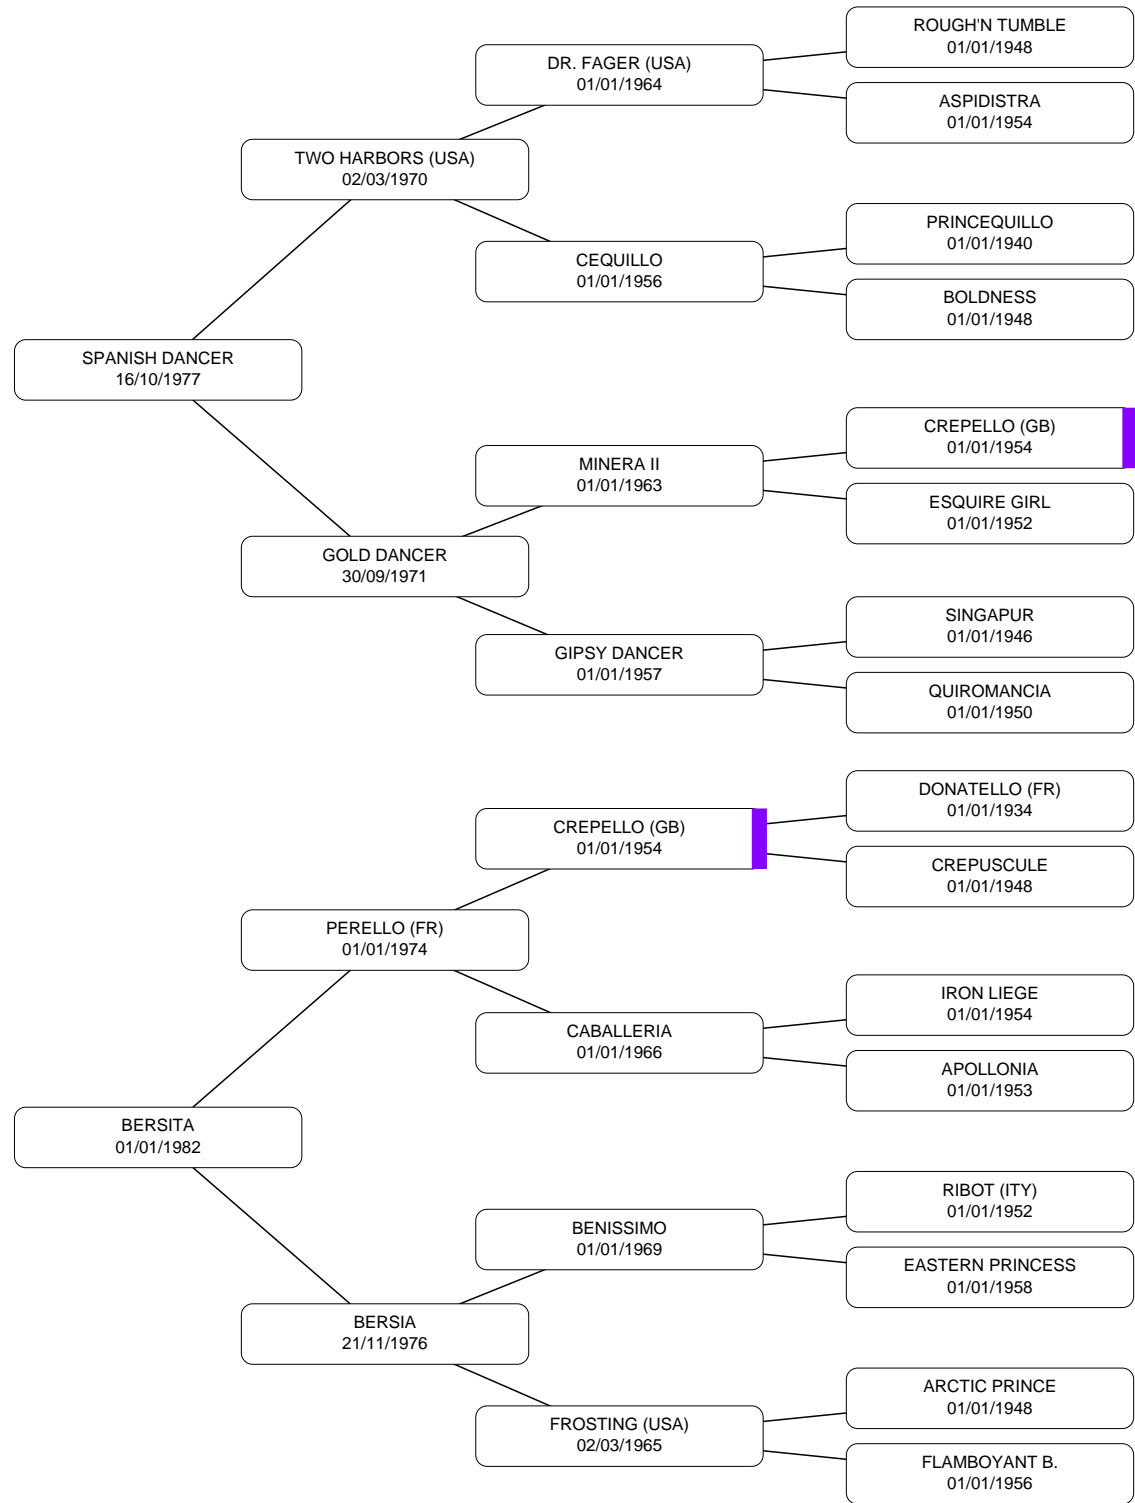 ROUGH'N TUMBLE
01/01/1948
DR. FAGER (USA)
01/01/1964
ASPIDISTRA
01/01/1954
TWO HARBORS (USA)
02/03/1970
PRINCEQUILLO
01/01/1940
CEQUILLO
01/01/1956
BOLDNESS
01/01/1948
SPANISH DANCER
16/10/1977
CREPELLO (GB)
01/01/1954
MINERA II
01/01/1963
ESQUIRE GIRL
01/01/1952
GOLD DANCER
30/09/1971
SINGAPUR
01/01/1946
GIPSY DANCER
01/01/1957
QUIROMANCIA
01/01/1950
DONATELLO (FR)
01/01/1934
CREPELLO (GB)
01/01/1954
CREPUSCULE
01/01/1948
PERELLO (FR)
01/01/1974
IRON LIEGE
01/01/1954
CABALLERIA
01/01/1966
APOLLONIA
01/01/1953
BERSITA
01/01/1982
RIBOT (ITY)
01/01/1952
BENISSIMO
01/01/1969
EASTERN PRINCESS
01/01/1958
BERSIA
21/11/1976
ARCTIC PRINCE
01/01/1948
FROSTING (USA)
02/03/1965
FLAMBOYANT B.
01/01/1956